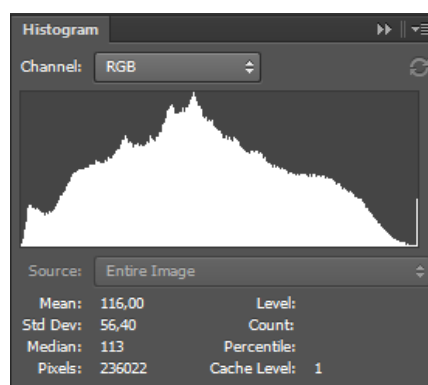 Histogram
Channel: RGB
Source: Entire Image
Mean: 116,00 Level:
Std Dev: 56,40 Count:
Median: 113 Percentile:
Pixels: 236022 Cache Level: 1